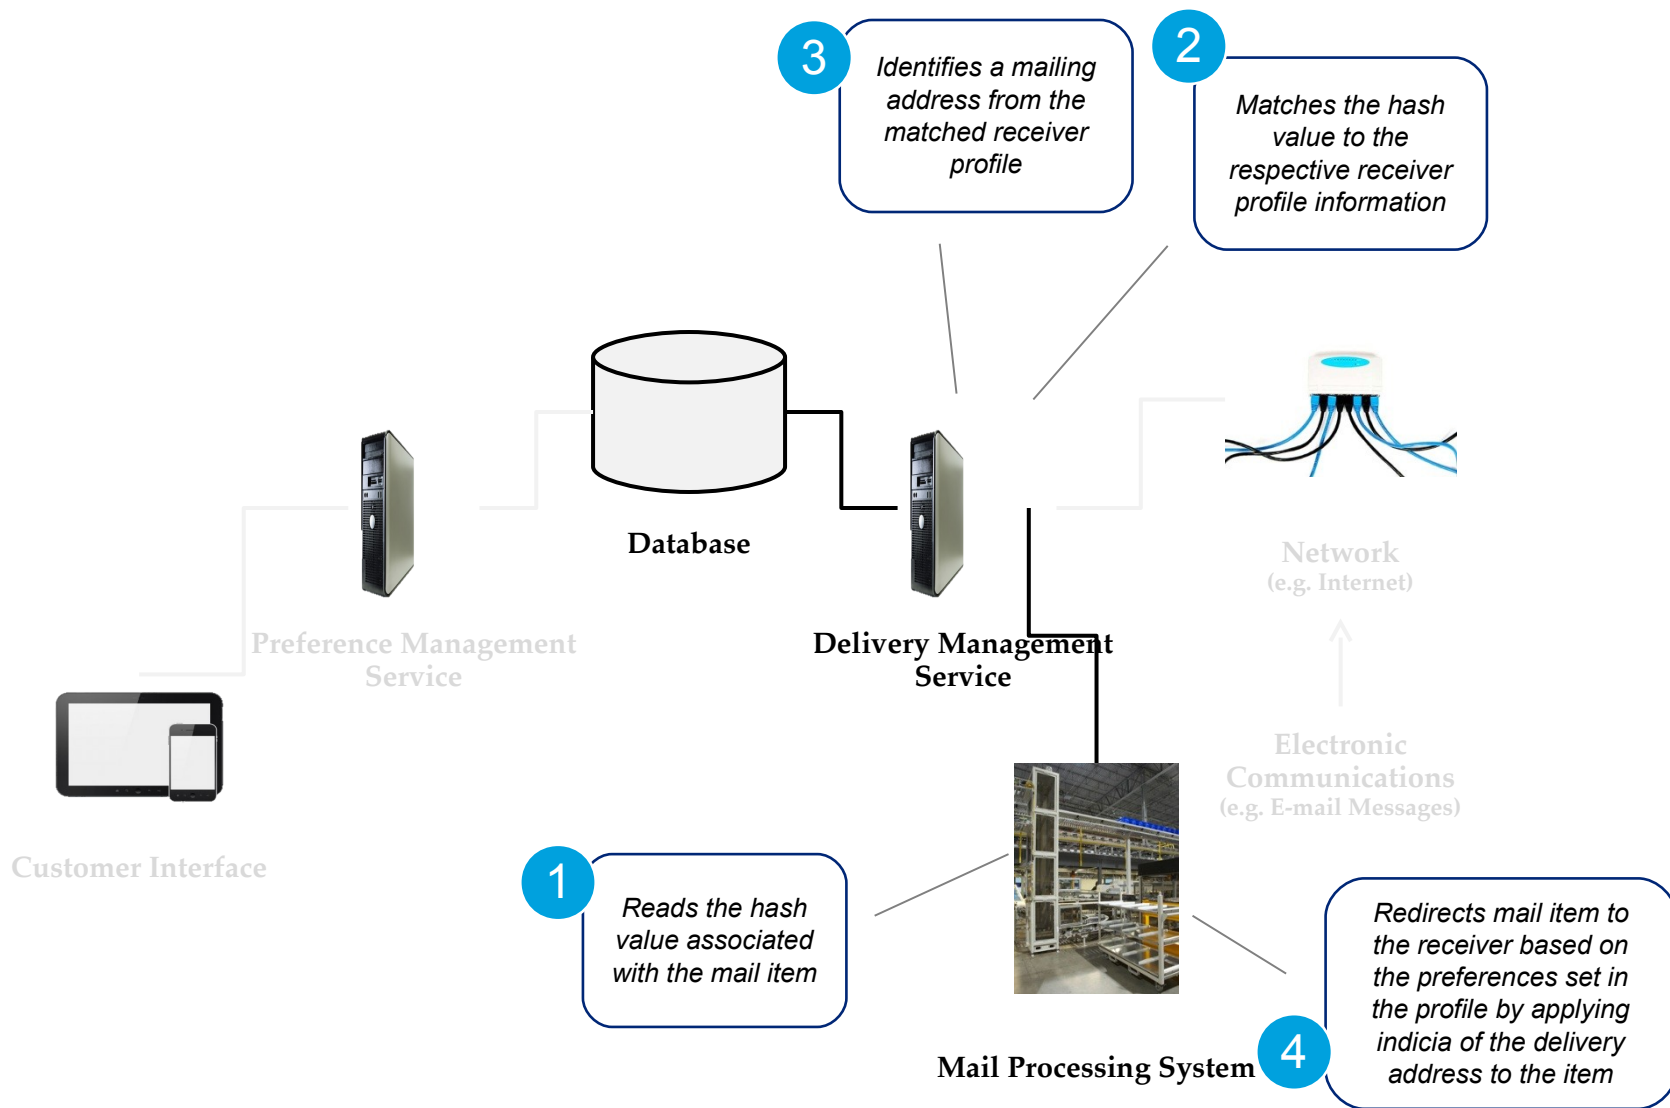 3
Identifies a mailing
address from the
matched receiver
profile
2
Matches the hash
value to the
respective receiver
profile information
Database
Network
(e.g. Internet)
Preference Management
Service
Delivery Management
Service
Electronic
Communications
(e.g. E-mail Messages)
Customer Interface
1
Reads the hash
value associated
with the mail item
Mail Processing System
4
Redirects mail item to
the receiver based on
the preferences set in
the profile by applying
indicia of the delivery
address to the item